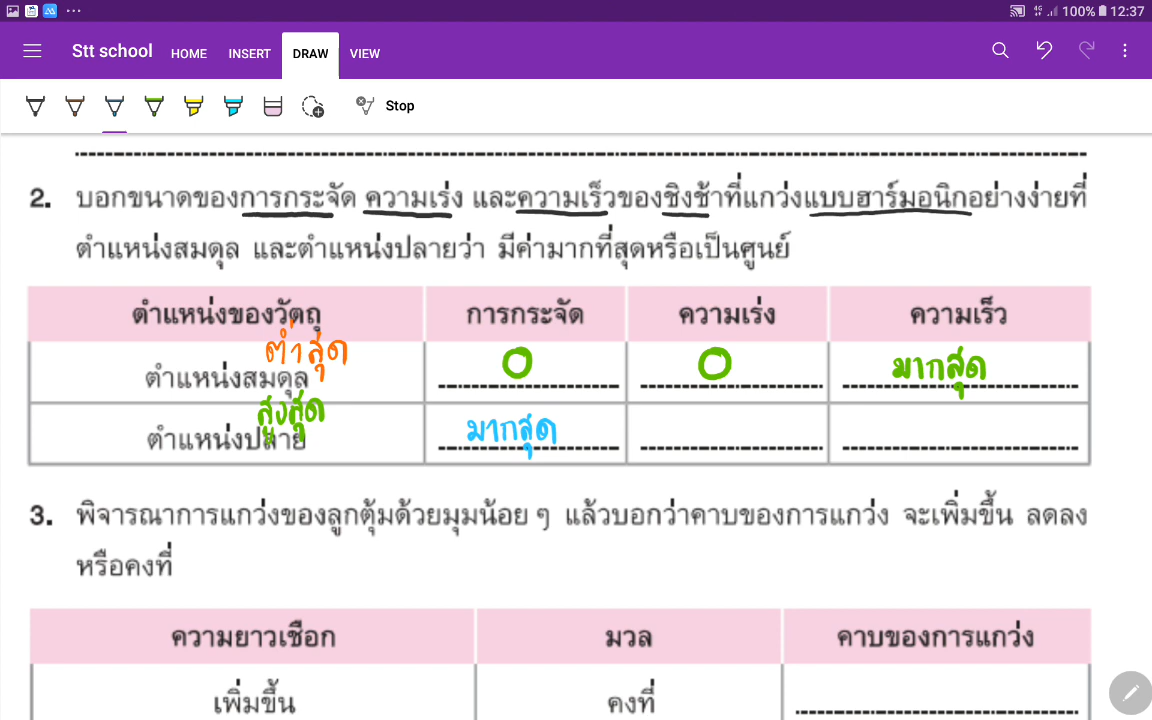 100% 12:37
Stt school HOME INSERT DRAW VIEW
Stop
2. บอกขนาดของการกระจัด ความเร่ง และความเร็วของชิงช้าที่แกว่งแบบฮาร์มอนิกอย่างง่ายที่
ตำแหน่งสมดุล และตำแหน่งปลายว่า มีค่ามากที่สุดหรือเป็นศูนย์
ตำแหน่งของวัตถุ การกระจัด ความเร่ง ความเร็ว
ต่ำสุด
ตำแหน่งสมดุล 0 0 มากสุด
สูงสุด
ตำแหน่งปลาย มากสุด
3. พิจารณาการแกว่งของลูกตุ้มด้วยมุมน้อย ๆ แล้วบอกว่าคาบของการแกว่ง จะเพิ่มขึ้น ลดลง
หรือคงที่
ความยาวเชือก มวล คาบของการแกว่ง
เพิ่มขึ้น คงที่